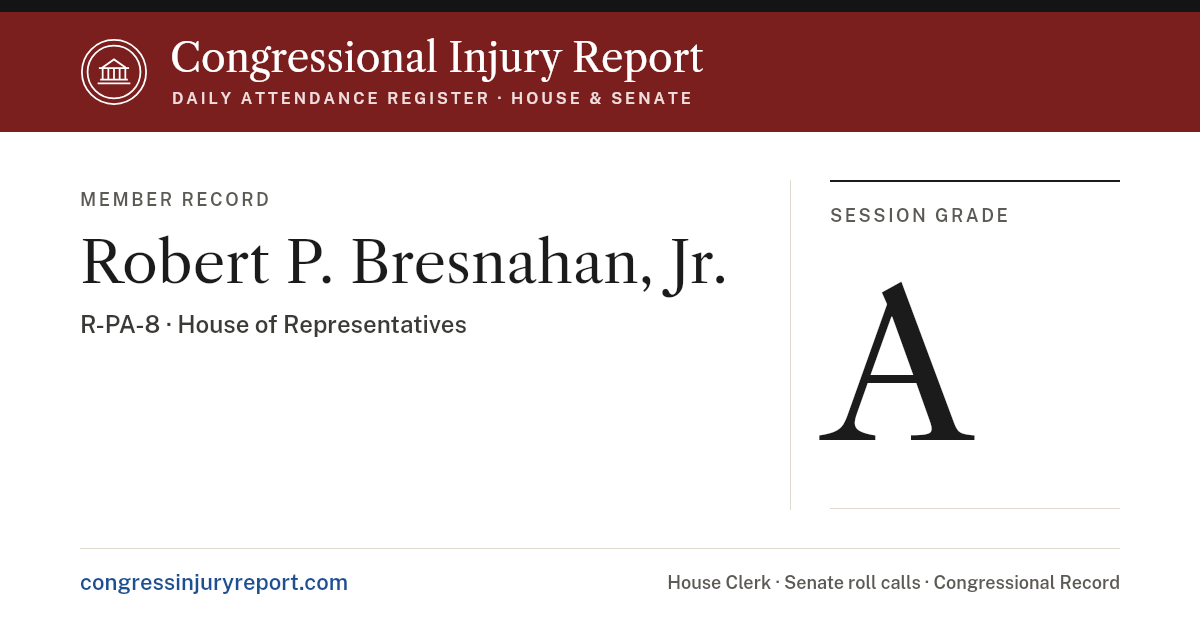 Congressional Injury Report
DAILY ATTENDANCE REGISTER · HOUSE & SENATE
MEMBER RECORD
Robert P. Bresnahan, Jr.
R-PA-8 · House of Representatives
SESSION GRADE
A
congressinjuryreport.com
House Clerk · Senate roll calls · Congressional Record